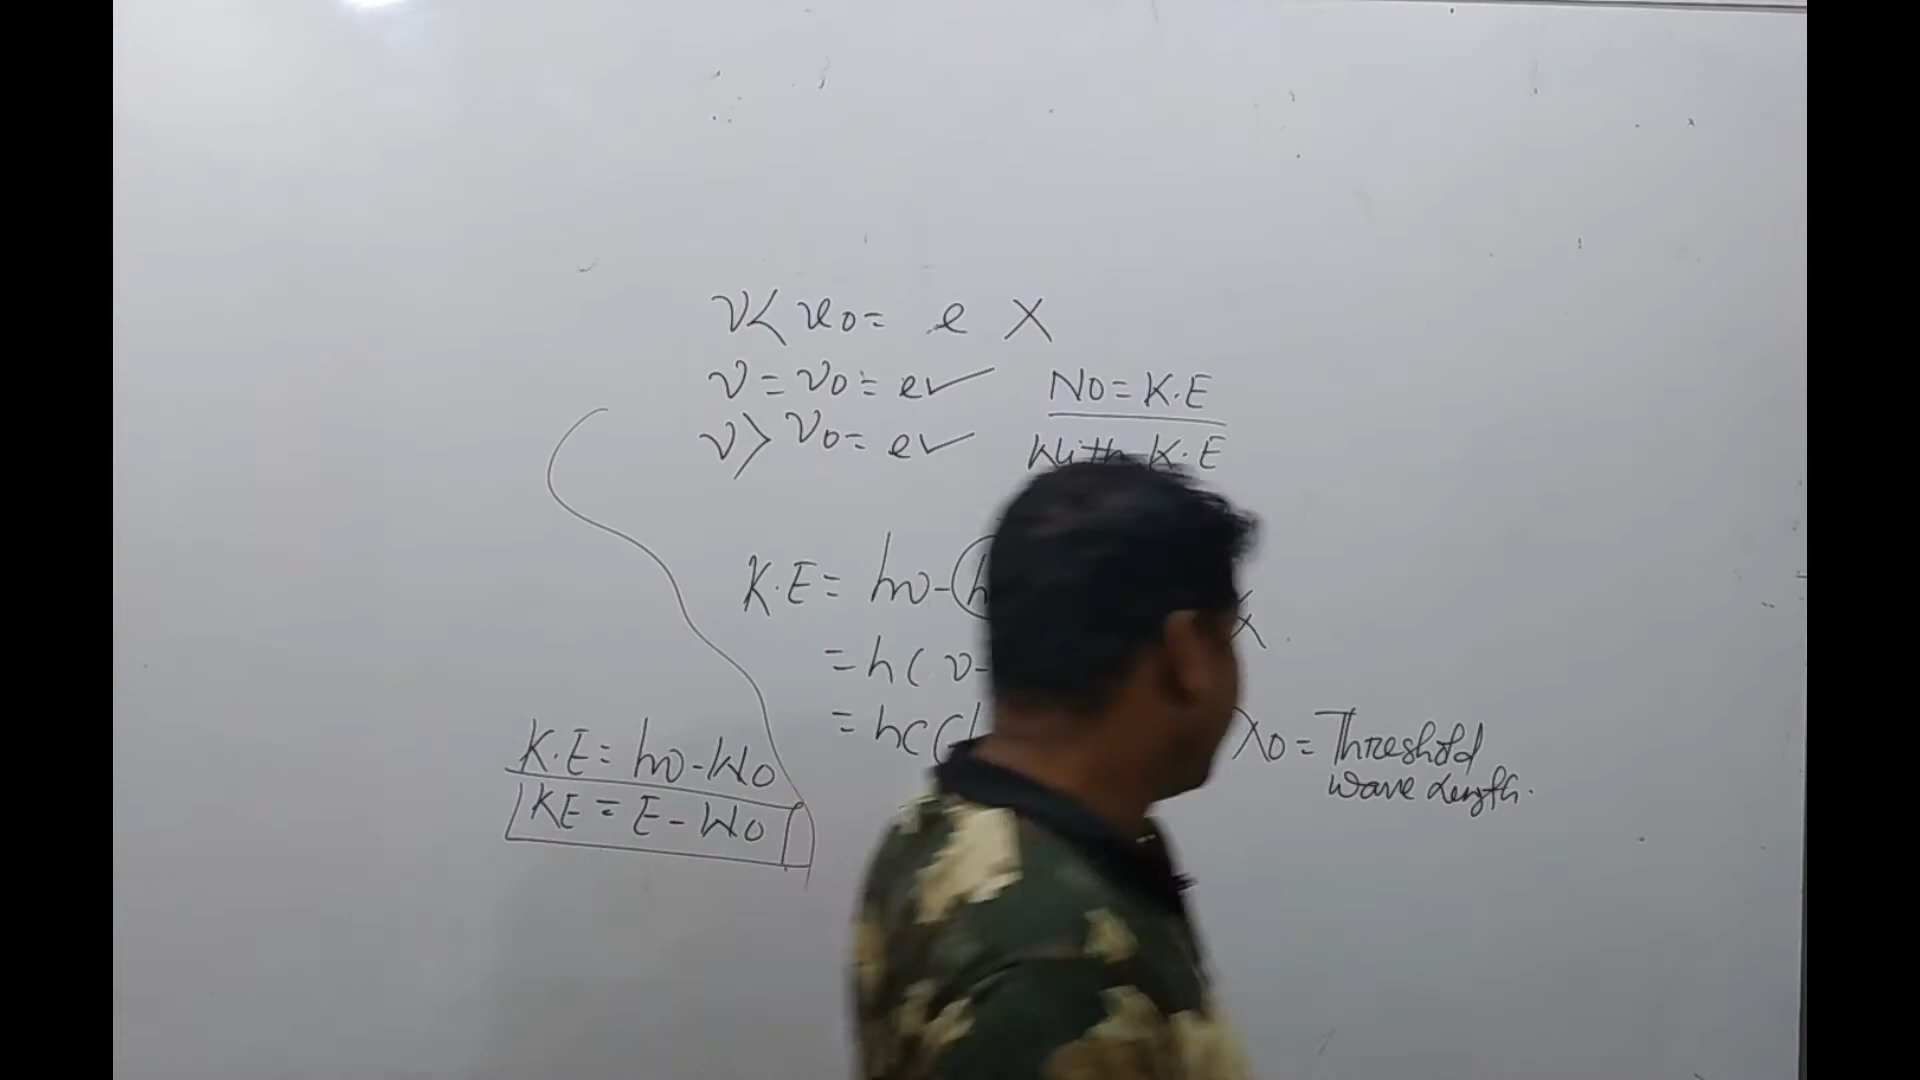 ν< ν0= e X
ν = ν0 = e✓ No = K.E
ν> ν0= e✓ With K.E
K.E= hν-(h
= h( ν-
= hc(
λ0 = Threshold
wave Length.
K.E= hν-W0
KE = E - W0